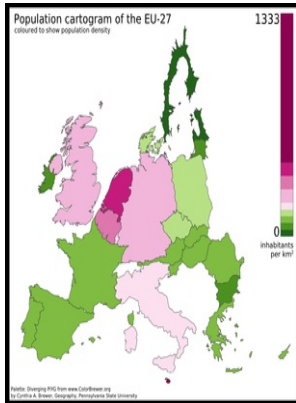 Population cartogram of the EU-27
coloured to show population density
1333
0
inhabitants
per km²
Palette: Diverging PiYG from www.ColorBrewer.org
by Cynthia A. Brewer, Geography, Pennsylvania State University